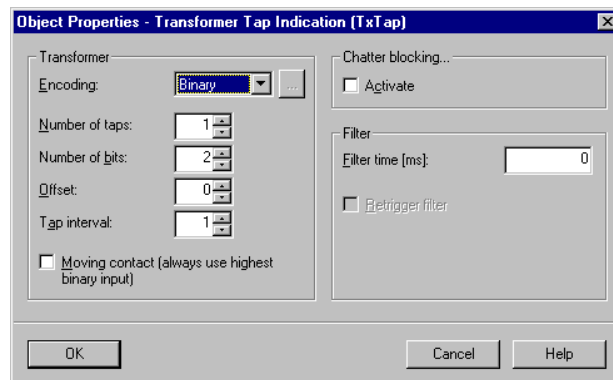 Object Properties - Transformer Tap Indication (TxTap)
Transformer
Encoding:
Binary
...
Number of taps:
1
Number of bits:
2
Offset:
0
Tap interval:
1
Moving contact (always use highest
binary input)
Chatter blocking...
Activate
Filter
Filter time [ms]:
0
Retrigger filter
OK
Cancel
Help